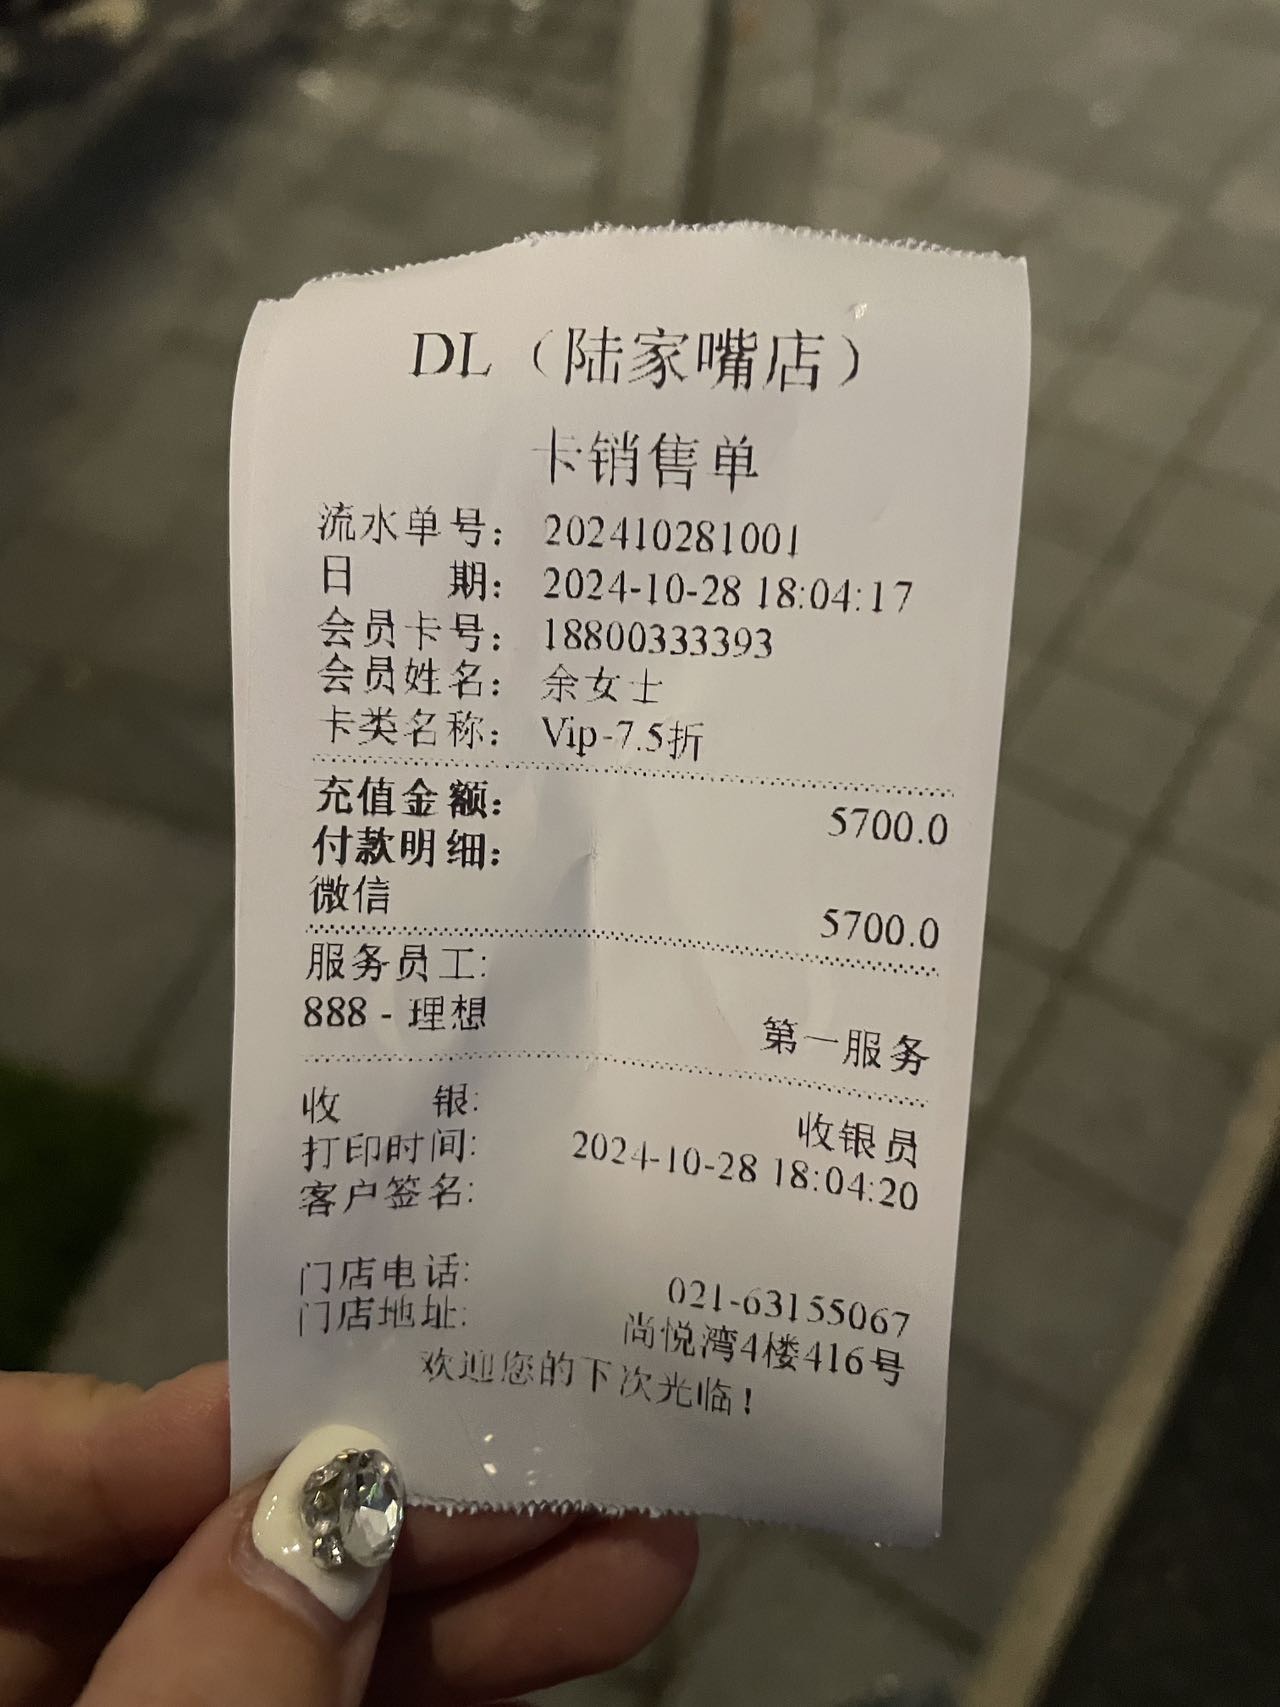 DL（陆家嘴店）
卡销售单
流水单号： 202410281001
日 期： 2024-10-28 18:04:17
会员卡号： 18800333393
会员姓名： 余女士
卡类名称： Vip-7.5折
充值金额： 5700.0
付款明细：
微信 5700.0
服务员工:
888 - 理想 第一服务
收 银: 收银员
打印时间: 2024-10-28 18:04:20
客户签名:
门店电话: 021-63155067
门店地址: 尚悦湾4楼416号
欢迎您的下次光临！